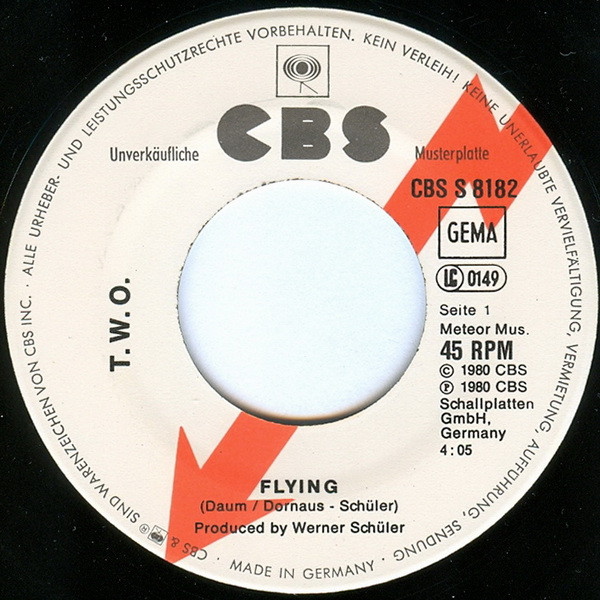 · ALLE URHEBER- UND LEISTUNGSSCHUTZRECHTE VORBEHALTEN. KEIN VERLEIH! KEINE UNERLAUBTE VERVIELFÄLTIGUNG, VERMIETUNG, AUFFÜHRUNG, SENDUNG
CBS
Unverkäufliche
Musterplatte
CBS S 8182
GEMA
LC 0149
T.W.O.
Seite 1
Meteor Mus.
45 RPM
© 1980 CBS
℗ 1980 CBS
Schallplatten
GmbH,
Germany
4:05
FLYING
(Daum / Dornaus - Schüler)
Produced by Werner Schüler
· MADE IN GERMANY ·
CBS & ® SIND WARENZEICHEN VON CBS INC.